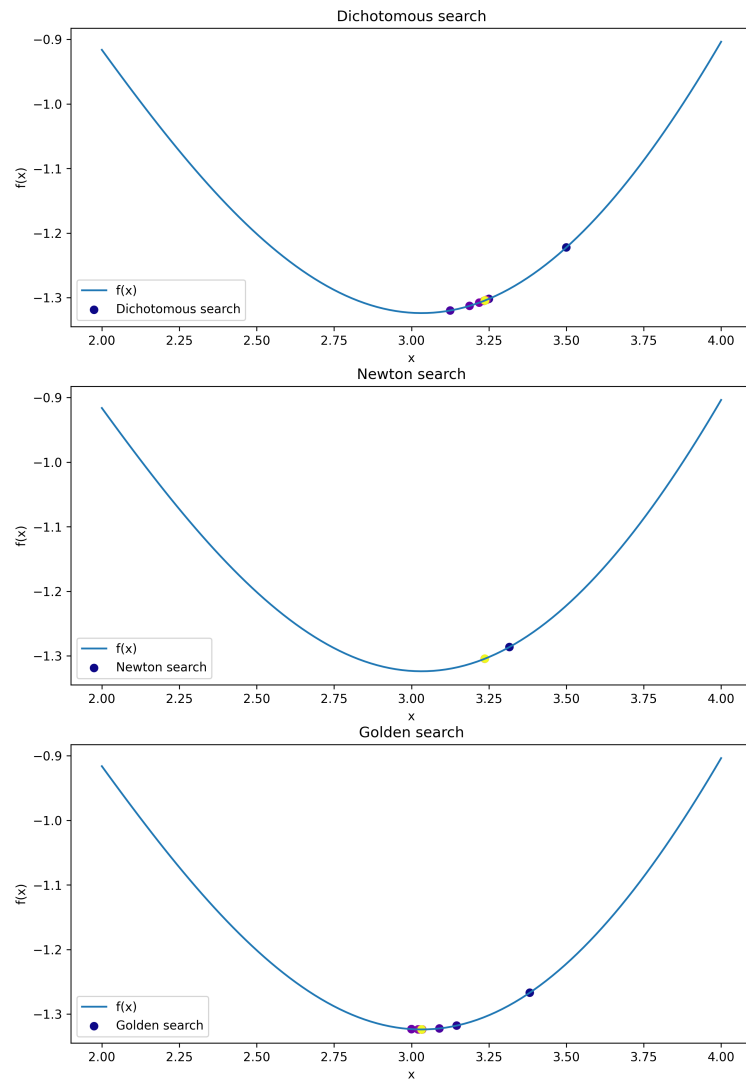 Dichotomous search
−0.9
−1.0
−1.1
−1.2
−1.3
f(x)
f(x)
Dichotomous search
2.00 2.25 2.50 2.75 3.00 3.25 3.50 3.75 4.00
x
Newton search
−0.9
−1.0
−1.1
−1.2
−1.3
f(x)
f(x)
Newton search
2.00 2.25 2.50 2.75 3.00 3.25 3.50 3.75 4.00
x
Golden search
−0.9
−1.0
−1.1
−1.2
−1.3
f(x)
f(x)
Golden search
2.00 2.25 2.50 2.75 3.00 3.25 3.50 3.75 4.00
x